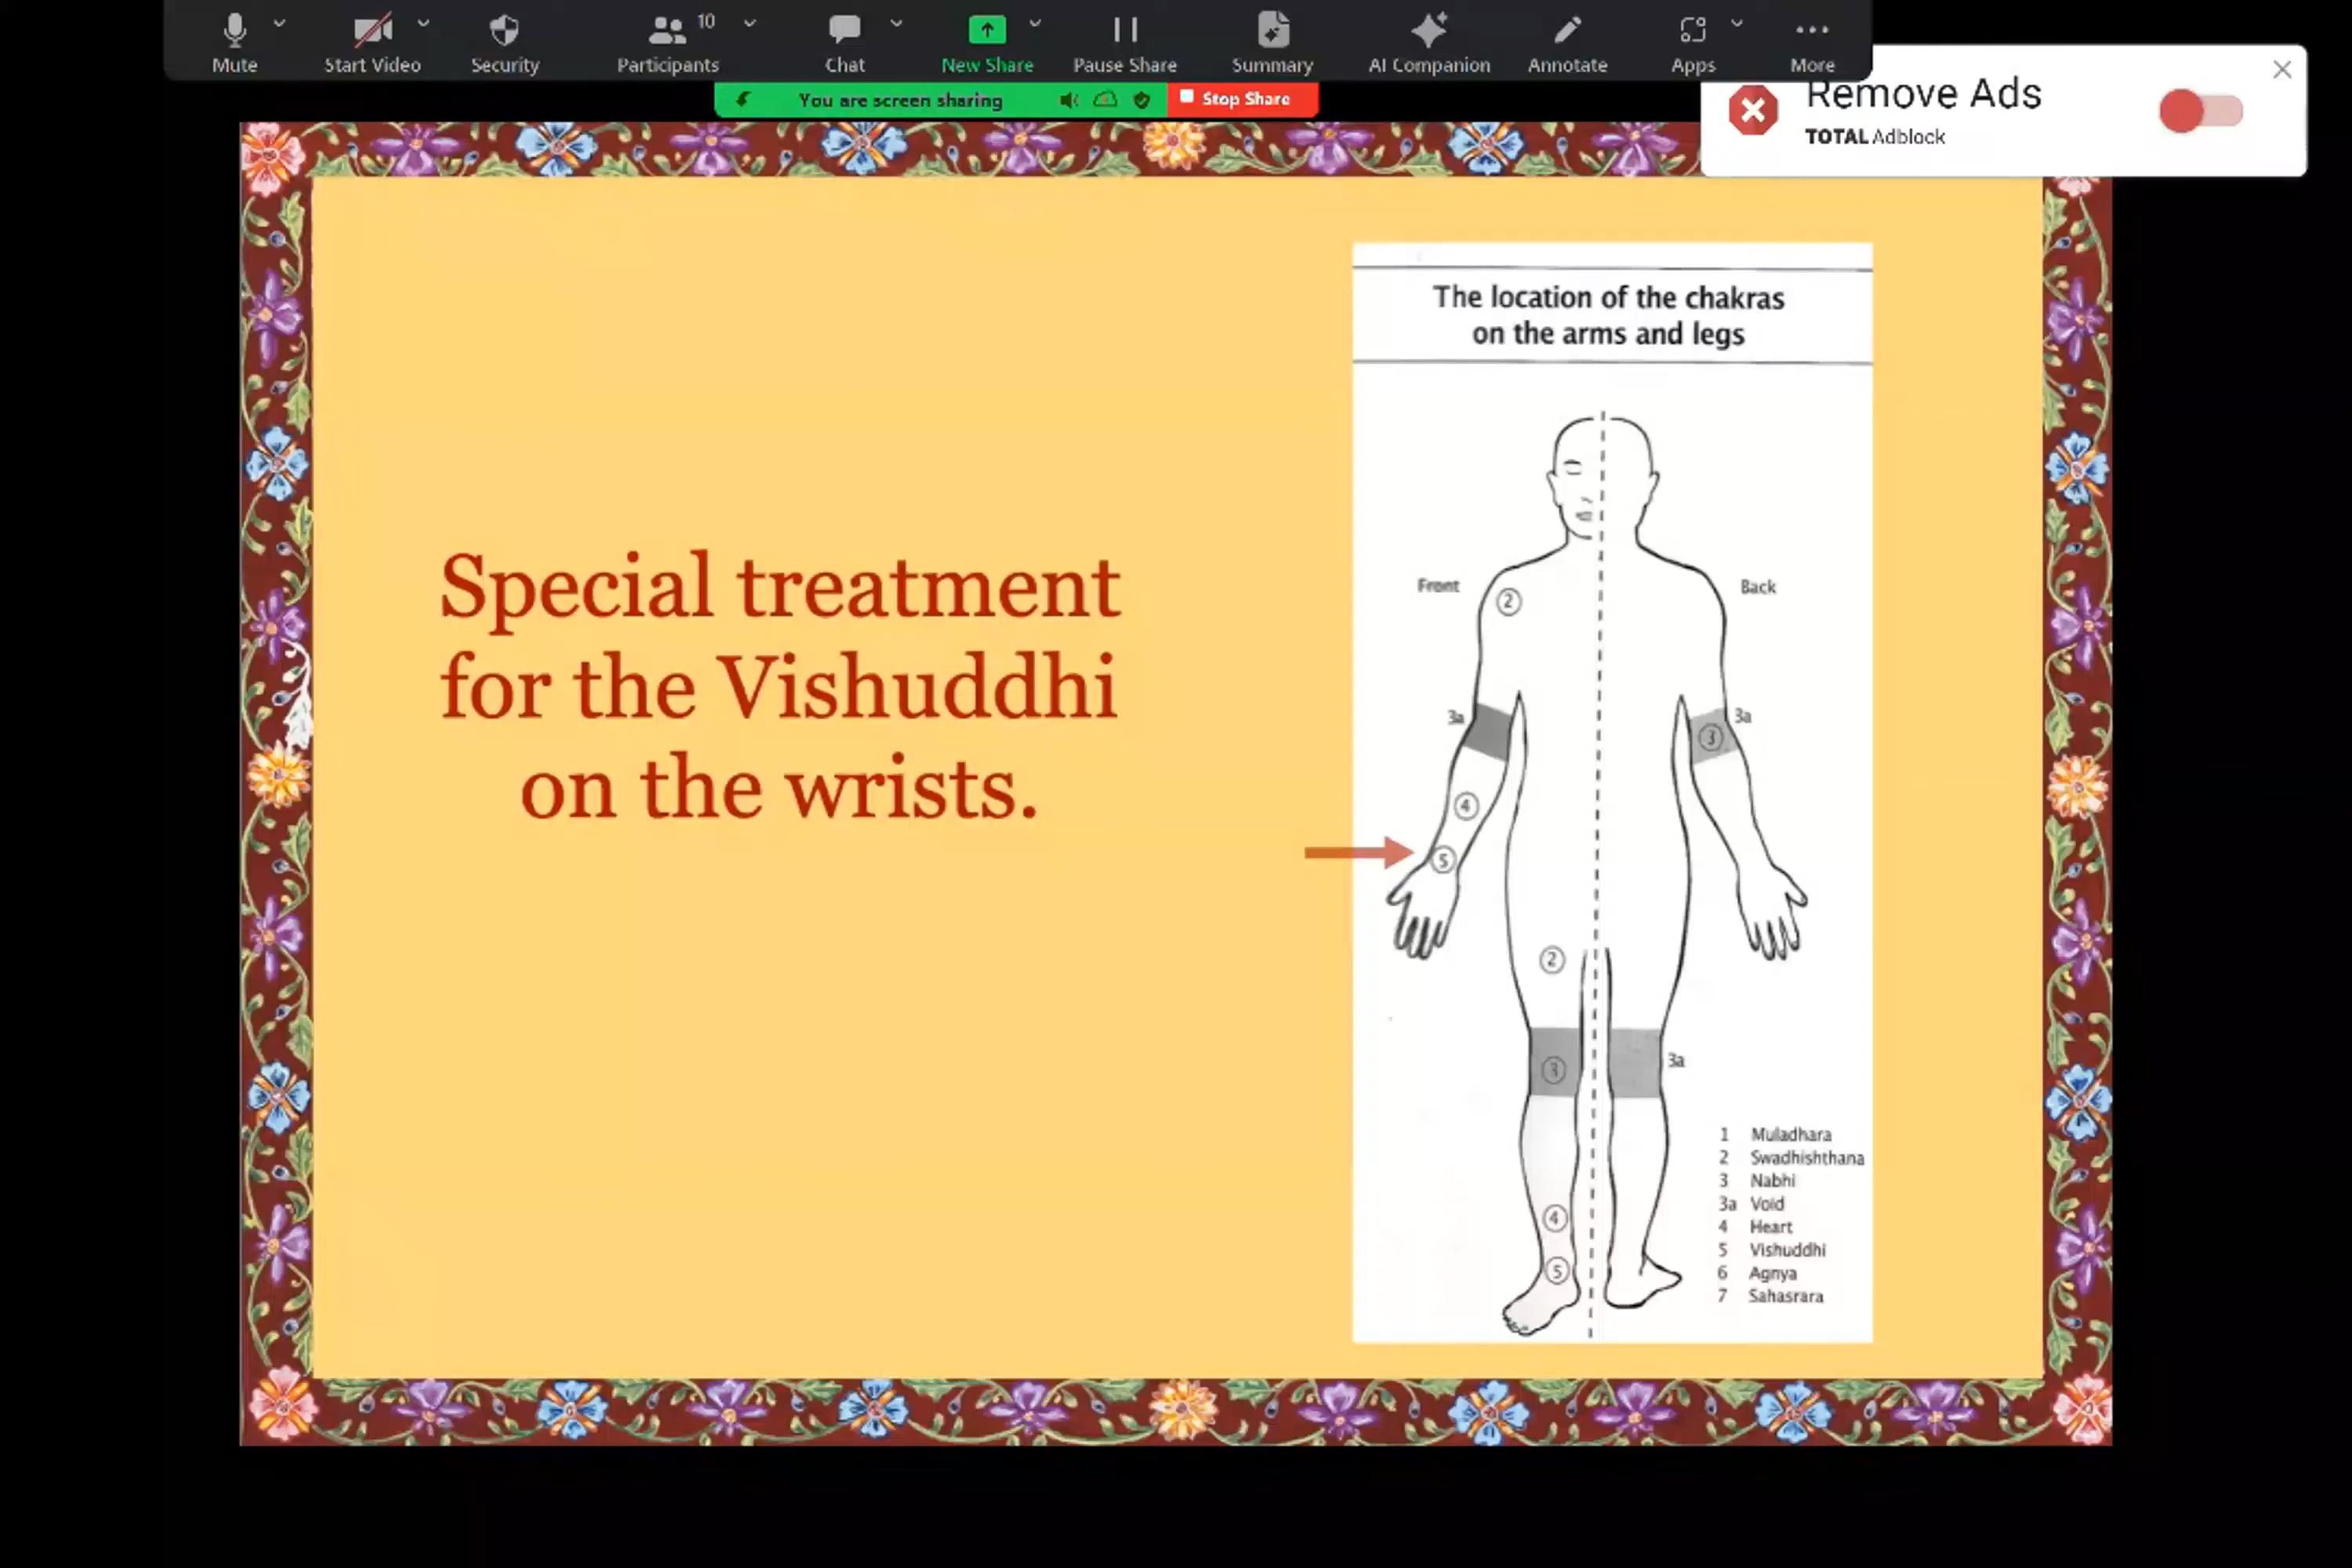 Mute
Start Video
Security
Participants
10
Chat
New Share
Pause Share
Summary
AI Companion
Annotate
Apps
More
You are screen sharing
Stop Share
Remove Ads
TOTAL Adblock
Special treatment
for the Vishuddhi
on the wrists.
The location of the chakras
on the arms and legs
Front
Back
2
3a
3a
3
4
5
2
3
3a
4
5
1 Muladhara
2 Swadhishthana
3 Nabhi
3a Void
4 Heart
5 Vishuddhi
6 Agnya
7 Sahasrara